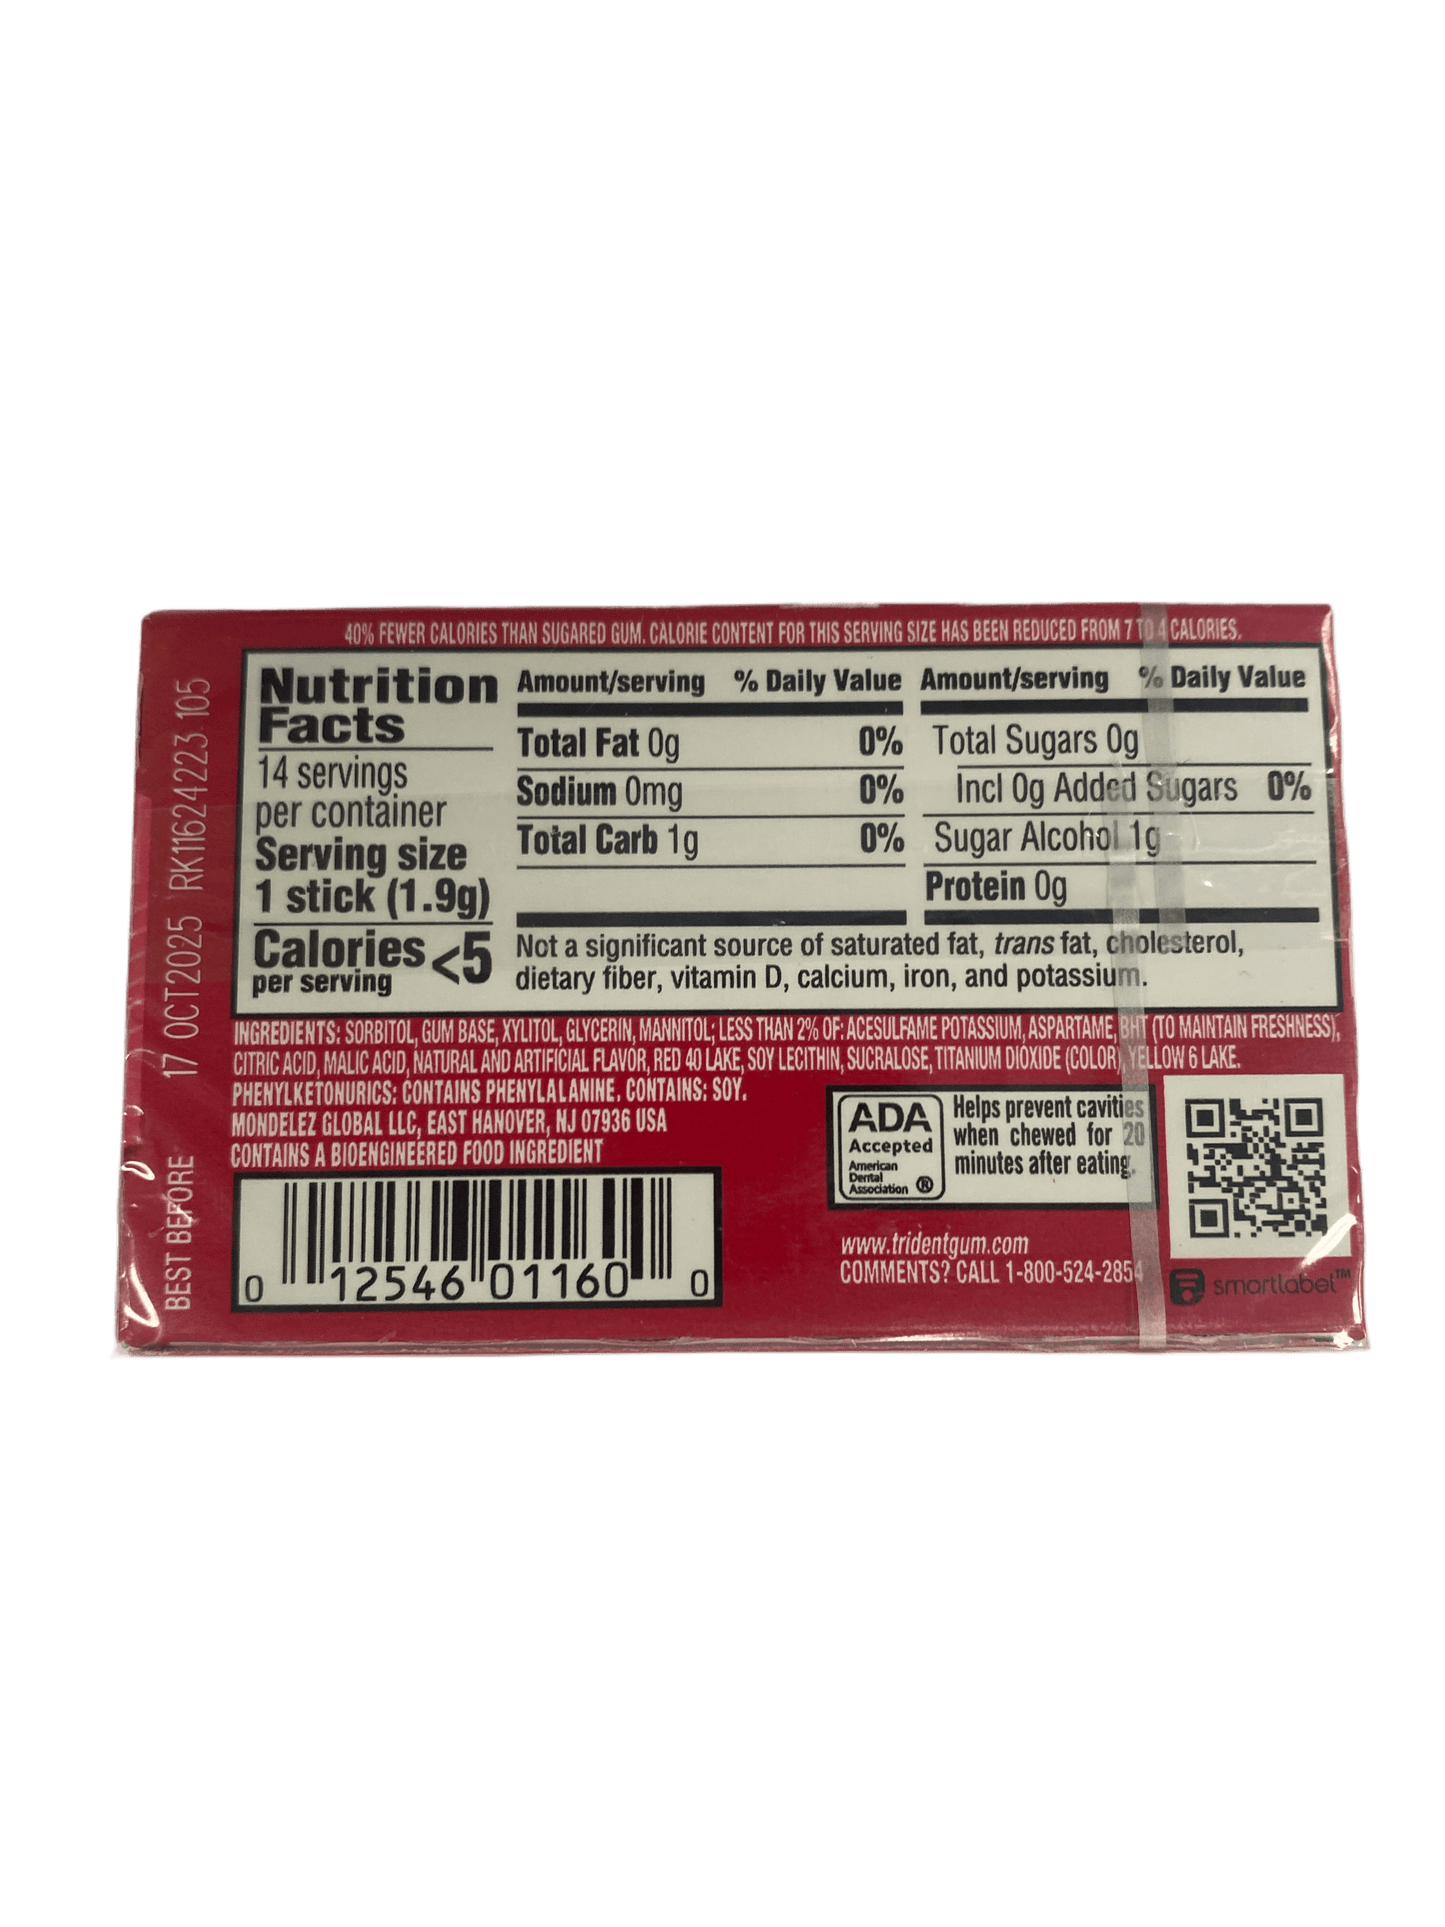 40% FEWER CALORIES THAN SUGARED GUM. CALORIE CONTENT FOR THIS SERVING SIZE HAS BEEN REDUCED FROM 7 TO 4 CALORIES.
Nutrition
Facts
14 servings
per container
Serving size
1 stick (1.9g)
Calories <5
per serving
Amount/serving % Daily Value
Total Fat 0g 0%
Sodium 0mg 0%
Total Carb 1g 0%
Amount/serving % Daily Value
Total Sugars 0g
Incl 0g Added Sugars 0%
Sugar Alcohol 1g
Protein 0g
Not a significant source of saturated fat, trans fat, cholesterol,
dietary fiber, vitamin D, calcium, iron, and potassium.
INGREDIENTS: SORBITOL, GUM BASE, XYLITOL, GLYCERIN, MANNITOL; LESS THAN 2% OF: ACESULFAME POTASSIUM, ASPARTAME, BHT (TO MAINTAIN FRESHNESS),
CITRIC ACID, MALIC ACID, NATURAL AND ARTIFICIAL FLAVOR, RED 40 LAKE, SOY LECITHIN, SUCRALOSE, TITANIUM DIOXIDE (COLOR), YELLOW 6 LAKE.
PHENYLKETONURICS: CONTAINS PHENYLALANINE. CONTAINS: SOY.
MONDELEZ GLOBAL LLC, EAST HANOVER, NJ 07936 USA
CONTAINS A BIOENGINEERED FOOD INGREDIENT
0 12546 01160 0
ADA
Accepted
American
Dental
Association ®
Helps prevent cavities
when chewed for 20
minutes after eating.
www.tridentgum.com
COMMENTS? CALL 1-800-524-2854
smartlabel™
BEST BEFORE 17 OCT2025 RK11624223 105